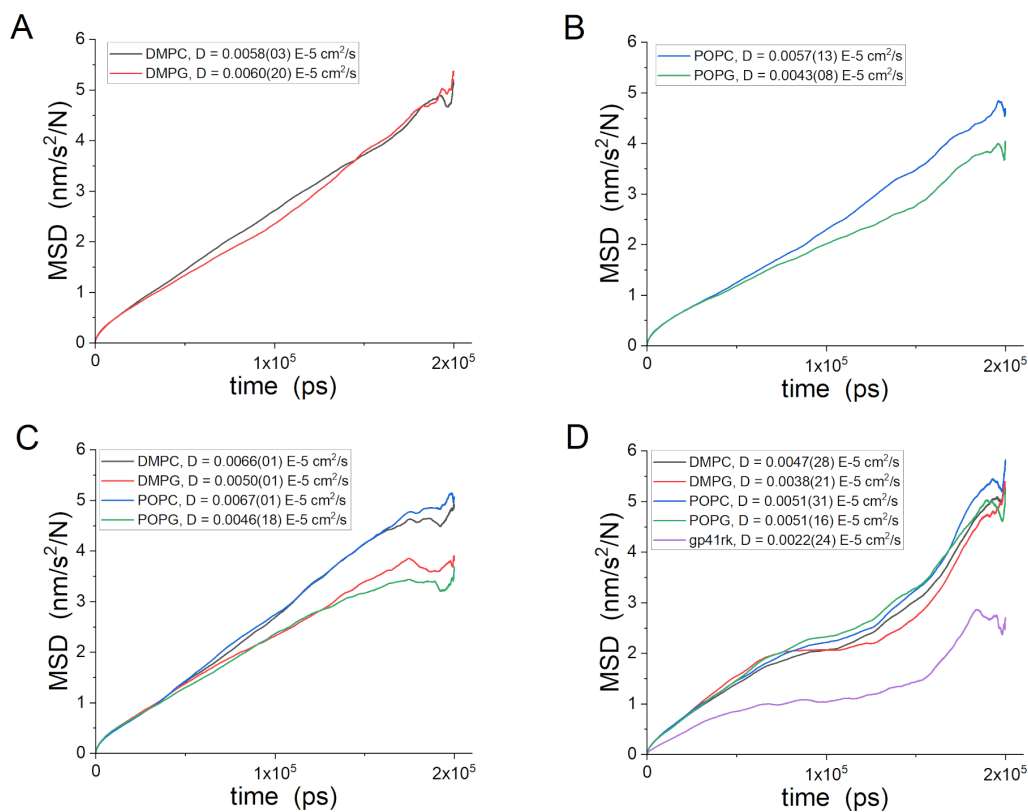 A
DMPC, D = 0.0058(03) E-5 cm²/s
DMPG, D = 0.0060(20) E-5 cm²/s
MSD (nm/s²/N)
6
5
4
3
2
1
0
0
1x10⁵
2x10⁵
time (ps)
B
POPC, D = 0.0057(13) E-5 cm²/s
POPG, D = 0.0043(08) E-5 cm²/s
MSD (nm/s²/N)
6
5
4
3
2
1
0
0
1x10⁵
2x10⁵
time (ps)
C
DMPC, D = 0.0066(01) E-5 cm²/s
DMPG, D = 0.0050(01) E-5 cm²/s
POPC, D = 0.0067(01) E-5 cm²/s
POPG, D = 0.0046(18) E-5 cm²/s
MSD (nm/s²/N)
6
5
4
3
2
1
0
0
1x10⁵
2x10⁵
time (ps)
D
DMPC, D = 0.0047(28) E-5 cm²/s
DMPG, D = 0.0038(21) E-5 cm²/s
POPC, D = 0.0051(31) E-5 cm²/s
POPG, D = 0.0051(16) E-5 cm²/s
gp41rk, D = 0.0022(24) E-5 cm²/s
MSD (nm/s²/N)
6
5
4
3
2
1
0
0
1x10⁵
2x10⁵
time (ps)